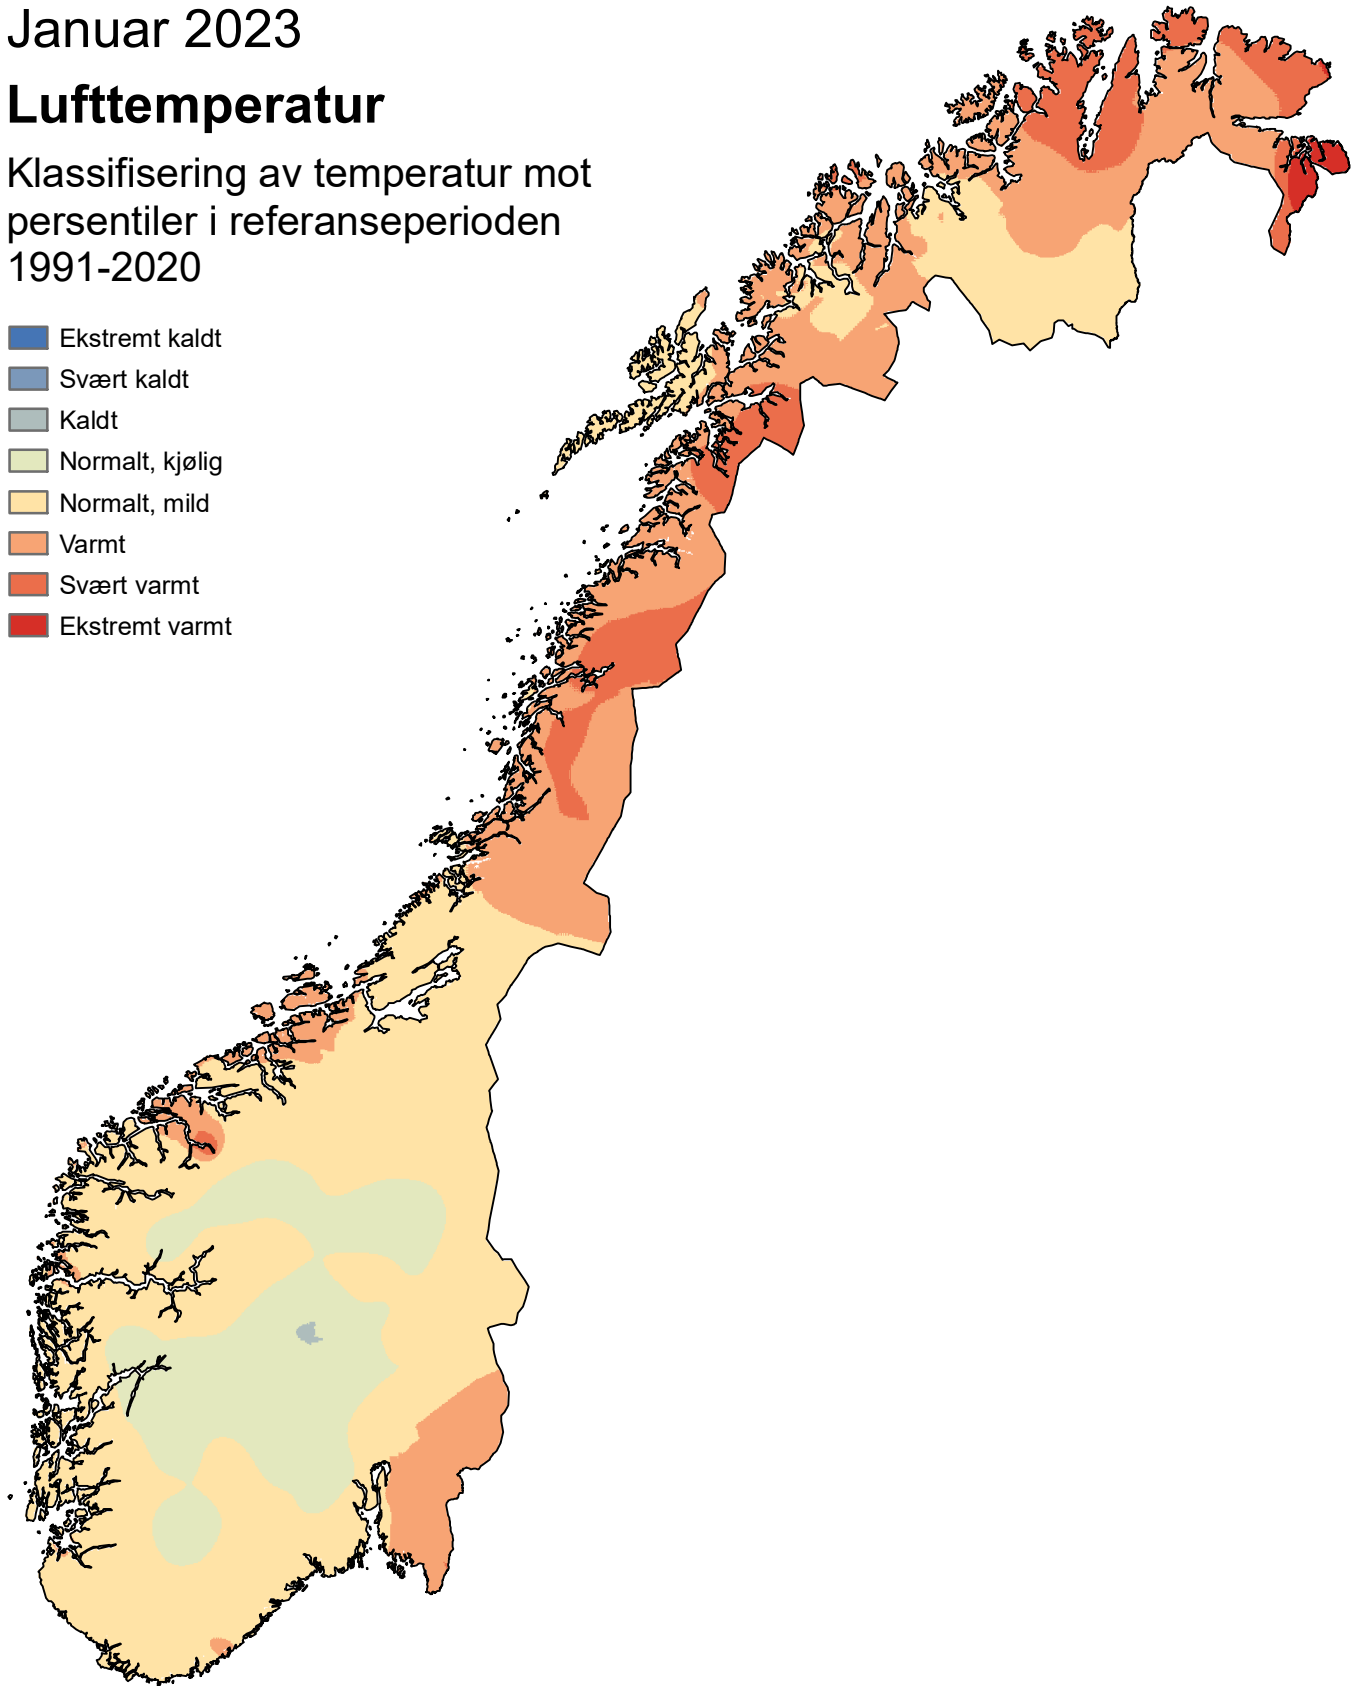 Januar 2023
Lufttemperatur
Klassifisering av temperatur mot
persentiler i referanseperioden
1991-2020
Ekstremt kaldt
Svært kaldt
Kaldt
Normalt, kjølig
Normalt, mild
Varmt
Svært varmt
Ekstremt varmt